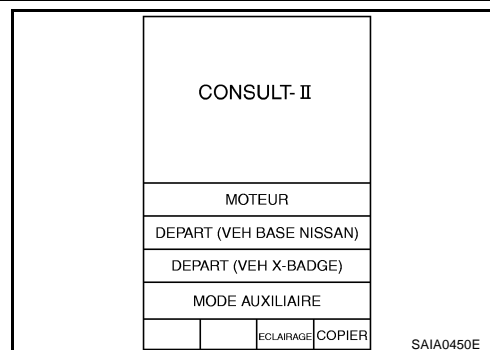 CONSULT-II
MOTEUR
DEPART (VEH BASE NISSAN)
DEPART (VEH X-BADGE)
MODE AUXILIAIRE
ECLAIRAGE COPIER
SAIA0450E